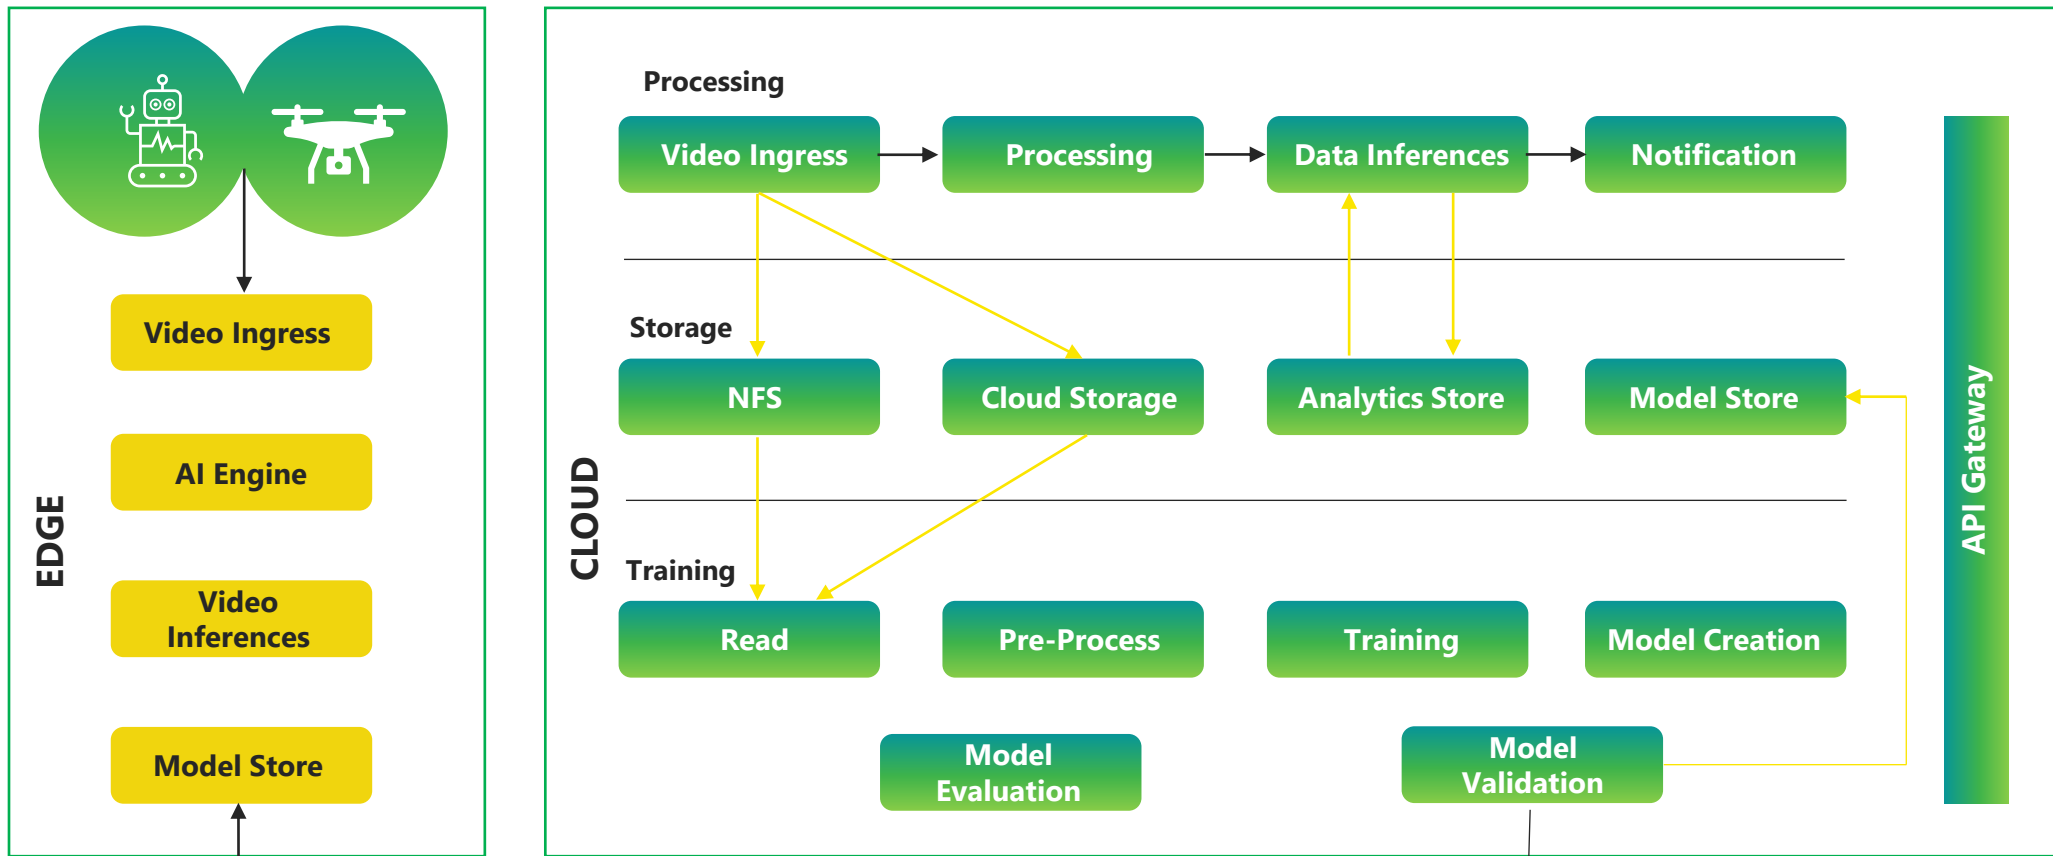 EDGE
Video Ingress
AI Engine
Video
Inferences
Model Store
CLOUD
Processing
Video Ingress
Processing
Data Inferences
Notification
Storage
NFS
Cloud Storage
Analytics Store
Model Store
Training
Read
Pre-Process
Training
Model Creation
Model
Evaluation
Model
Validation
API Gateway